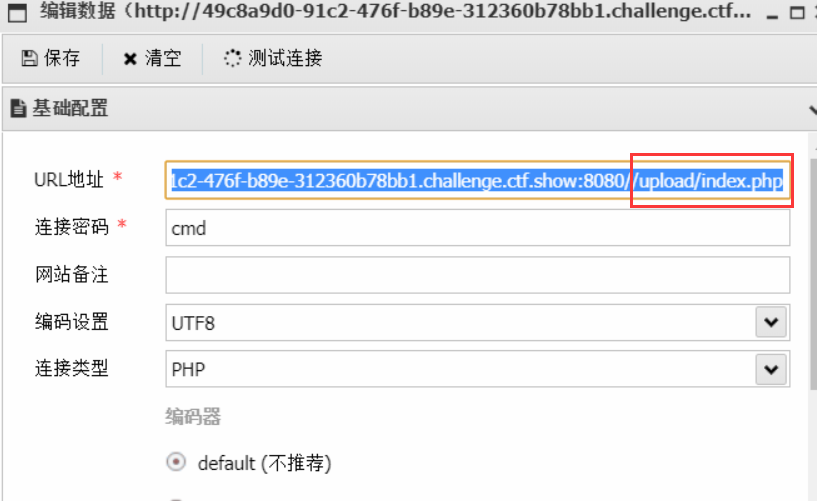 编辑数据（http://49c8a9d0-91c2-476f-b89e-312360b78bb1.challenge.ctf...
保存 清空 测试连接
基础配置
URL地址 * 1c2-476f-b89e-312360b78bb1.challenge.ctf.show:8080//upload/index.php
连接密码 * cmd
网站备注
编码设置 UTF8
连接类型 PHP
编码器
default (不推荐)